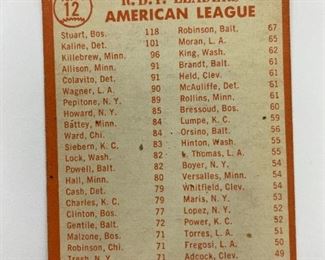 12
R.B.I. LEADERS
AMERICAN LEAGUE
Stuart, Bos. 118
Kaline, Det. 101
Killebrew, Minn. 96
Allison, Minn. 91
Colavito, Det. 91
Wagner, L. A. 90
Pepitone, N. Y. 89
Howard, N. Y. 85
Battey, Minn. 84
Ward, Chi. 84
Siebern, K. C. 83
Lock, Wash. 82
Powell, Balt. 82
Hall, Minn. 80
Cash, Det. 79
Charles, K. C. 79
Clinton, Bos. 77
Gentile, Balt. 72
Malzone, Bos. 71
Robinson, Chi. 71
Tresh, N. Y. 71
Robinson, Balt. 67
Moran, L. A. 65
King, Wash. 62
Brandt, Balt. 61
Held, Clev. 61
McAuliffe, Det. 61
Rollins, Minn. 61
Bressoud, Bos. 60
Lumpe, K. C. 59
Orsino, Balt. 56
Hinton, Wash. 55
L. Thomas, L. A. 55
Boyer, N. Y. 54
Versalles, Minn. 54
Whitfield, Clev. 54
Maris, N. Y. 53
Lopez, N. Y. 52
Power, K. C. 52
Torres, L. A. 51
Fregosi, L. A. 50
Adcock, Clev. 49